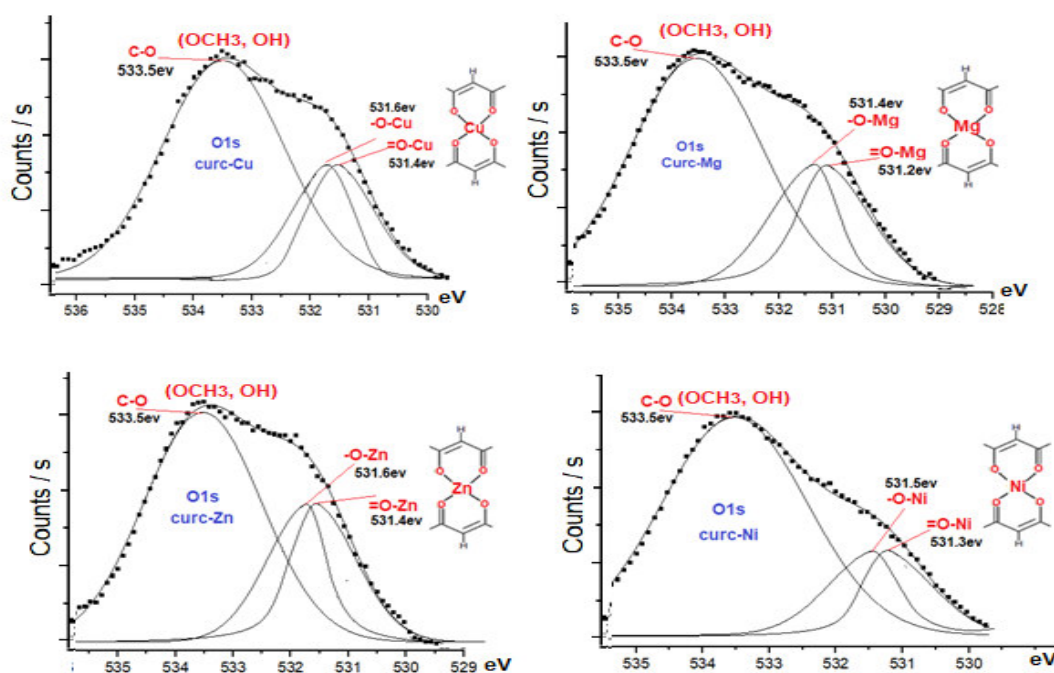 C-O (OCH3, OH)
533.5ev
531.6ev
-O-Cu
=O-Cu
531.4ev
O1s
curc-Cu
Counts / s
H
O O
Cu
O O
H
536 535 534 533 532 531 530 eV
C-O (OCH3, OH)
533.5ev
531.4ev
-O-Mg
=O-Mg
531.2ev
O1s
Curc-Mg
Counts / s
H
O O
Mg
O O
H
5 535 534 533 532 531 530 529 528
eV
C-O (OCH3, OH)
533.5ev
-O-Zn
531.6ev
=O-Zn
531.4ev
O1s
curc-Zn
Counts / s
H
O O
Zn
O O
H
535 534 533 532 531 530 529 eV
C-O (OCH3, OH)
533.5ev
531.5ev
-O-Ni
=O-Ni
531.3ev
O1s
curc-Ni
Counts / s
H
O O
Ni
O O
H
535 534 533 532 531 530 eV